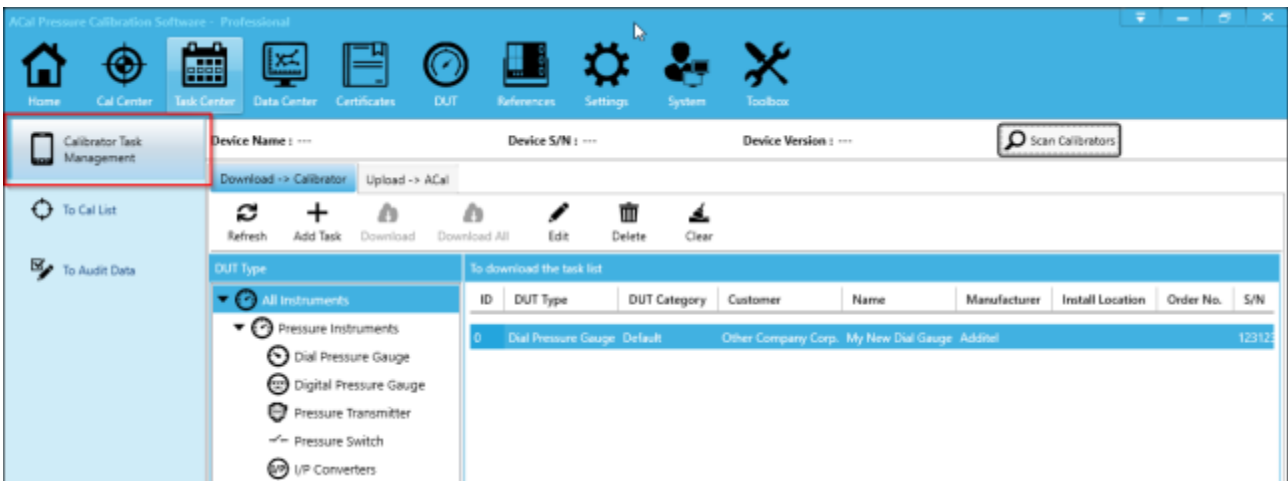 ACal Pressure Calibration Software - Professional
Home Cal Center Task Center Data Center Certificates DUT References Settings System Toolbox
Calibrator Task
Management
To Cal List
To Audit Data
Device Name : --- Device S/N : --- Device Version : --- Scan Calibrators
Download -> Calibrator Upload -> ACal
Refresh Add Task Download Download All Edit Delete Clear
DUT Type
All Instruments
Pressure Instruments
Dial Pressure Gauge
Digital Pressure Gauge
Pressure Transmitter
Pressure Switch
I/P Converters
To download the task list
ID DUT Type DUT Category Customer Name Manufacturer Install Location Order No. S/N
0 Dial Pressure Gauge Default Other Company Corp. My New Dial Gauge Additel 123123